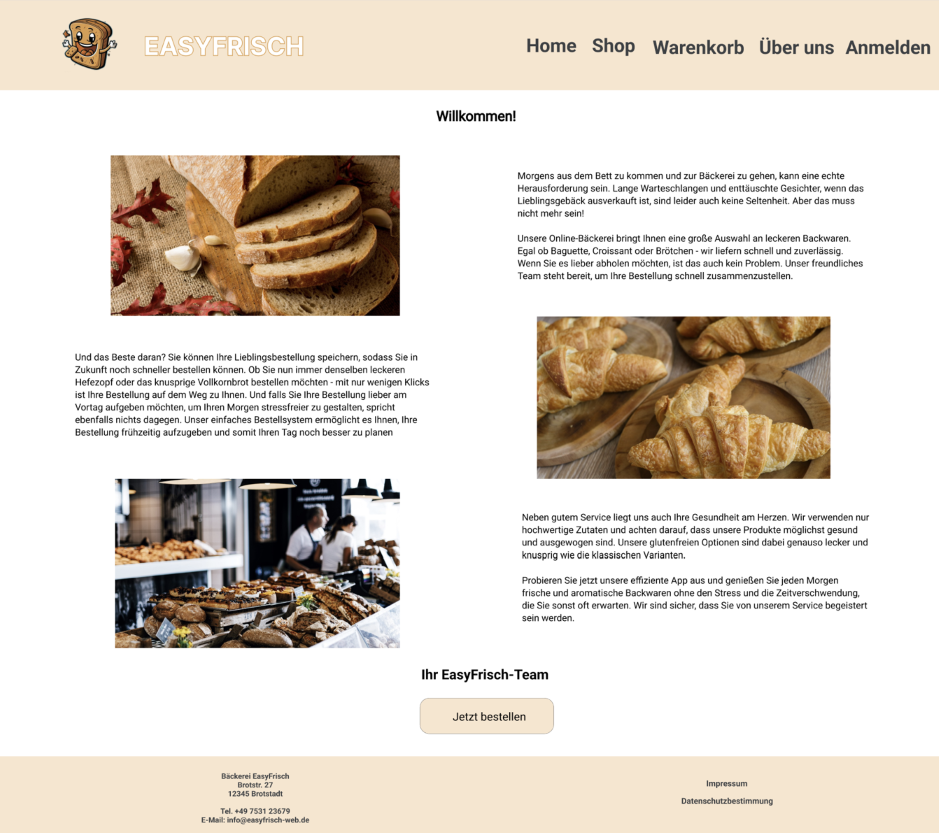 EASYFRISCH
Home Shop Warenkorb Über uns Anmelden
Willkommen!
Morgens aus dem Bett zu kommen und zur Bäckerei zu gehen, kann eine echte
Herausforderung sein. Lange Warteschlangen und enttäuschte Gesichter, wenn das
Lieblingsgebäck ausverkauft ist, sind leider auch keine Seltenheit. Aber das muss
nicht mehr sein!
Unsere Online-Bäckerei bringt Ihnen eine große Auswahl an leckeren Backwaren.
Egal ob Baguette, Croissant oder Brötchen - wir liefern schnell und zuverlässig.
Wenn Sie es lieber abholen möchten, ist das auch kein Problem. Unser freundliches
Team steht bereit, um Ihre Bestellung schnell zusammenzustellen.
Und das Beste daran? Sie können Ihre Lieblingsbestellung speichern, sodass Sie in
Zukunft noch schneller bestellen können. Ob Sie nun immer denselben leckeren
Hefezopf oder das knusprige Vollkornbrot bestellen möchten - mit nur wenigen Klicks
ist Ihre Bestellung auf dem Weg zu Ihnen. Und falls Sie Ihre Bestellung lieber am
Vortag aufgeben möchten, um Ihren Morgen stressfreier zu gestalten, spricht
ebenfalls nichts dagegen. Unser einfaches Bestellsystem ermöglicht es Ihnen, Ihre
Bestellung frühzeitig aufzugeben und somit Ihren Tag noch besser zu planen
Neben gutem Service liegt uns auch Ihre Gesundheit am Herzen. Wir verwenden nur
hochwertige Zutaten und achten darauf, dass unsere Produkte möglichst gesund
und ausgewogen sind. Unsere glutenfreien Optionen sind dabei genauso lecker und
knusprig wie die klassischen Varianten.
Probieren Sie jetzt unsere effiziente App aus und genießen Sie jeden Morgen
frische und aromatische Backwaren ohne den Stress und die Zeitverschwendung,
die Sie sonst oft erwarten. Wir sind sicher, dass Sie von unserem Service begeistert
sein werden.
Ihr EasyFrisch-Team
Jetzt bestellen
Bäckerei EasyFrisch
Brotstr. 27
12345 Brotstadt
Tel. +49 7531 23679
E-Mail: info@easyfrisch-web.de
Impressum
Datenschutzbestimmung